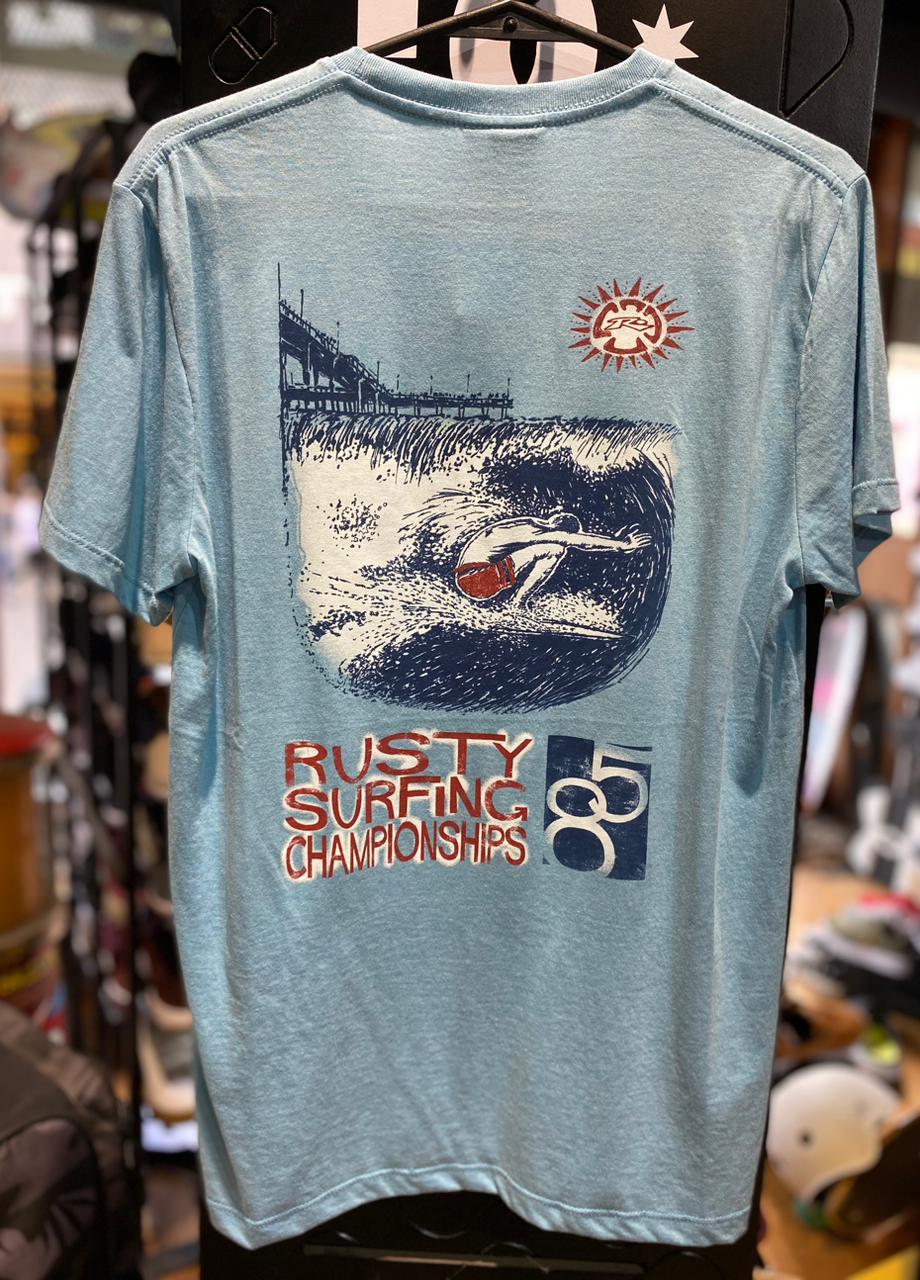 R.
RUSTY
SURFING
CHAMPIONSHIPS
85